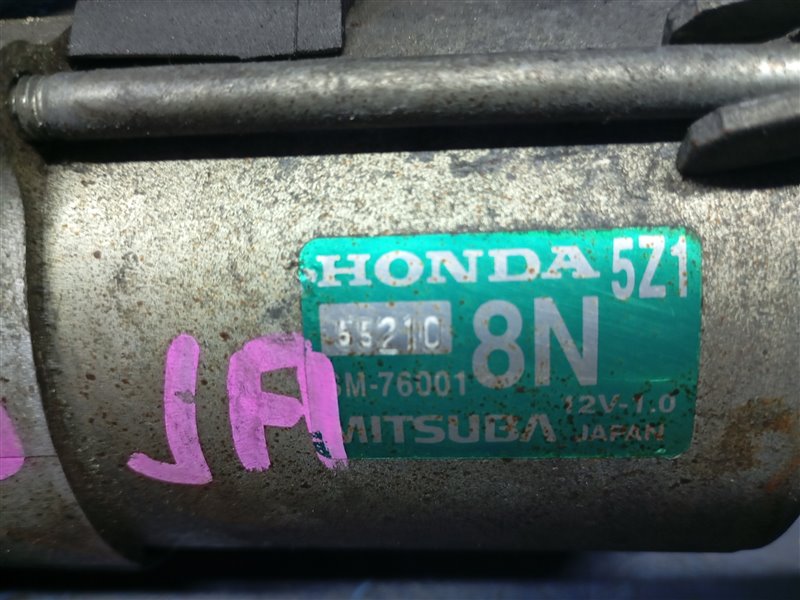 HONDA 5Z1
55210 8N
SM-76001
12V-1.0
MITSUBA JAPAN
JA